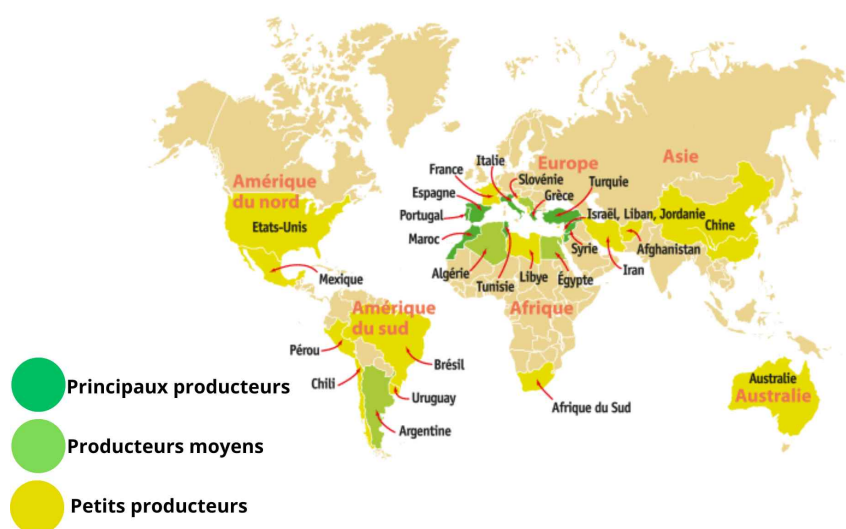 Amérique
du nord
Etats-Unis
Mexique
Italie
France
Espagne
Portugal
Maroc
Europe
Slovénie
Grèce
Turquie
Asie
Israël, Liban, Jordanie
Chine
Syrie
Afghanistan
Iran
Algérie
Tunisie
Libye
Égypte
Amérique
du sud
Afrique
Pérou
Brésil
Chili
Uruguay
Argentine
Afrique du Sud
Australie
Australie
Principaux producteurs
Producteurs moyens
Petits producteurs